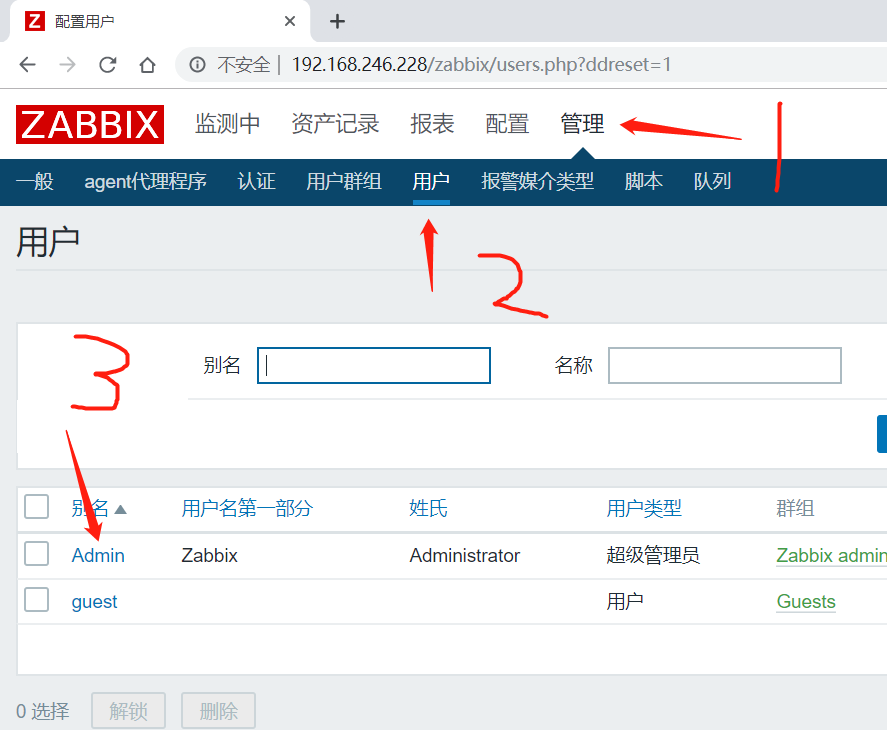 Z 配置用户
不安全 | 192.168.246.228/zabbix/users.php?ddreset=1
ZABBIX 监测中 资产记录 报表 配置 管理 1
一般 agent代理程序 认证 用户群组 用户 报警媒介类型 脚本 队列
用户
2
3
别名 名称
别名 用户名第一部分 姓氏 用户类型 群组
Admin Zabbix Administrator 超级管理员 Zabbix admin
guest 用户 Guests
0 选择 解锁 删除